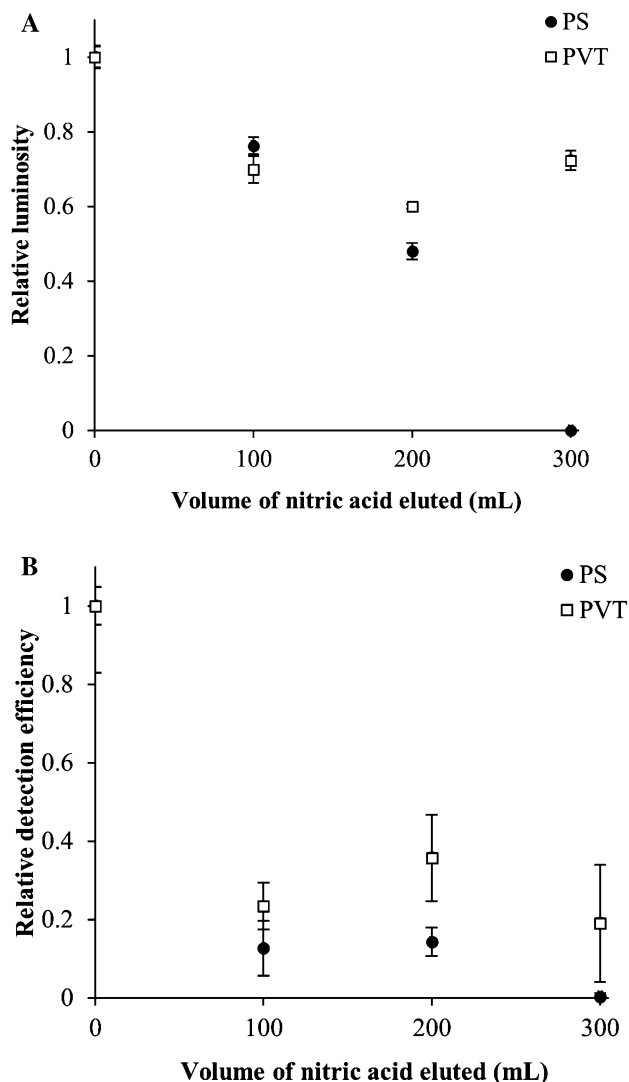 A
PS
PVT
1
0.8
0.6
0.4
0.2
0
0 100 200 300
Relative luminosity
Volume of nitric acid eluted (mL)
B
PS
PVT
1
0.8
0.6
0.4
0.2
0
0 100 200 300
Relative detection efficiency
Volume of nitric acid eluted (mL)